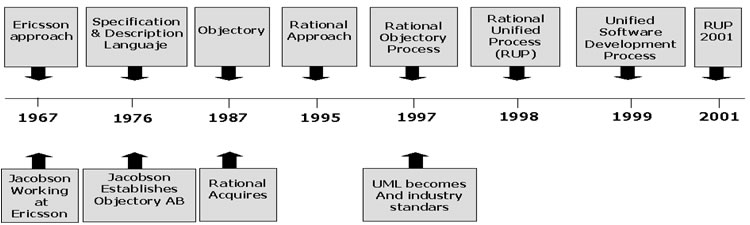 Ericsson
approach
Specification
& Description
Languaje
Objectory
Rational
Approach
Rational
Objectory
Process
Rational
Unified
Process
(RUP)
Unified
Software
Development
Process
RUP
2001
1967
1976
1987
1995
1997
1998
1999
2001
Jacobson
Working
at
Ericsson
Jacobson
Establishes
Objectory AB
Rational
Acquires
UML becomes
And industry
standars